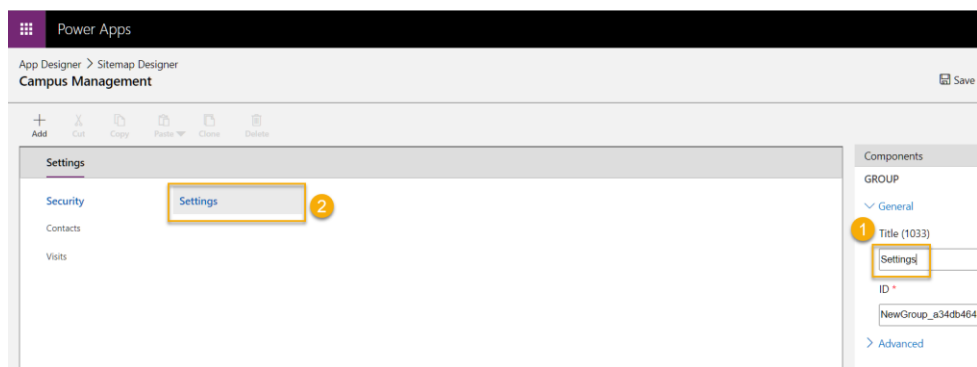 Power Apps
App Designer > Sitemap Designer
Campus Management
Save
Add Cut Copy Paste Clone Delete
Settings
Security
Contacts
Visits
Settings
2
Components
GROUP
General
1
Title (1033)
Settings
ID *
NewGroup_a34db464
Advanced